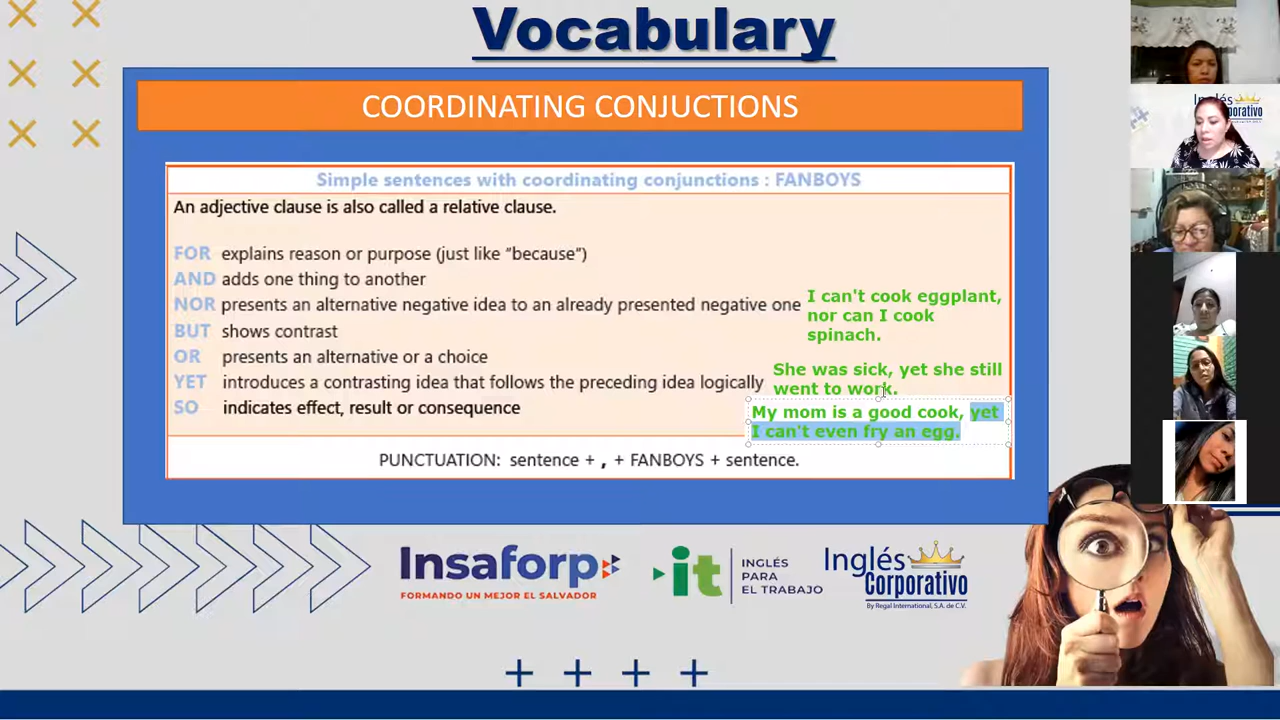 Vocabulary
COORDINATING CONJUCTIONS
Simple sentences with coordinating conjunctions : FANBOYS
An adjective clause is also called a relative clause.
FOR explains reason or purpose (just like "because")
AND adds one thing to another
NOR presents an alternative negative idea to an already presented negative one
BUT shows contrast
OR presents an alternative or a choice
YET introduces a contrasting idea that follows the preceding idea logically
SO indicates effect, result or consequence
I can't cook eggplant,
nor can I cook
spinach.
She was sick, yet she still
went to work.
My mom is a good cook, yet
I can't even fry an egg.
PUNCTUATION: sentence + , + FANBOYS + sentence.
Insaforp
FORMANDO UN MEJOR EL SALVADOR
it
INGLÉS
PARA
EL TRABAJO
Inglés
Corporativo
By Regal International, S.A. de C.V.
Inglés